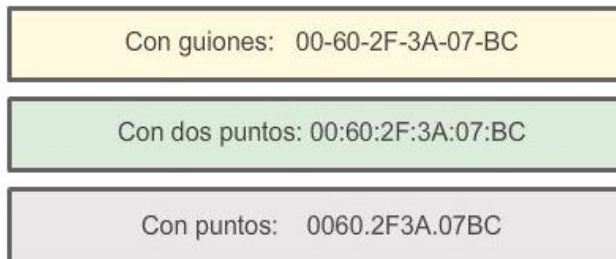 Con guiones: 00-60-2F-3A-07-BC
Con dos puntos: 00:60:2F:3A:07:BC
Con puntos: 0060.2F3A.07BC